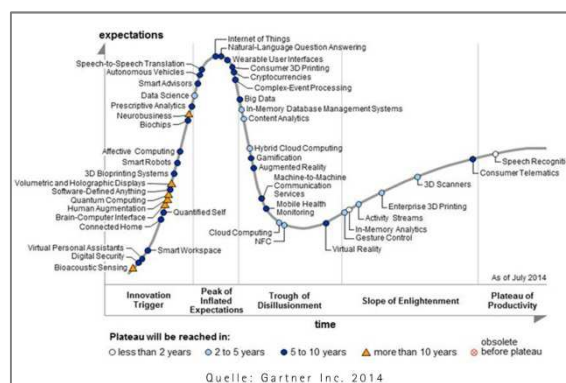 expectations
Internet of Things
Natural-Language Question Answering
Wearable User Interfaces
Speech-to-Speech Translation
Consumer 3D Printing
Autonomous Vehicles
Cryptocurrencies
Smart Advisors
Complex-Event Processing
Data Science
Big Data
Prescriptive Analytics
In-Memory Database Management Systems
Neurobusiness
Content Analytics
Biochips
Hybrid Cloud Computing
Affective Computing
Gamification
Smart Robots
Augmented Reality
Speech Recogniti
3D Bioprinting Systems
Machine-to-Machine
Communication
Services
Consumer Telematics
Volumetric and Holographic Displays
3D Scanners
Software-Defined Anything
Quantum Computing
Mobile Health
Monitoring
Enterprise 3D Printing
Human Augmentation
Quantified Self
Activity Streams
Brain-Computer Interface
Connected Home
Cloud Computing
In-Memory Analytics
NFC
Gesture Control
Virtual Personal Assistants
Smart Workspace
Virtual Reality
Digital Security
Bioacoustic Sensing
As of July 2014
Innovation
Trigger
Peak of
Inflated
Expectations
Trough of
Disillusionment
Slope of Enlightenment
Plateau of
Productivity
time
Plateau will be reached in:
less than 2 years
2 to 5 years
5 to 10 years
more than 10 years
obsolete
before plateau
Quelle: Gartner Inc. 2014